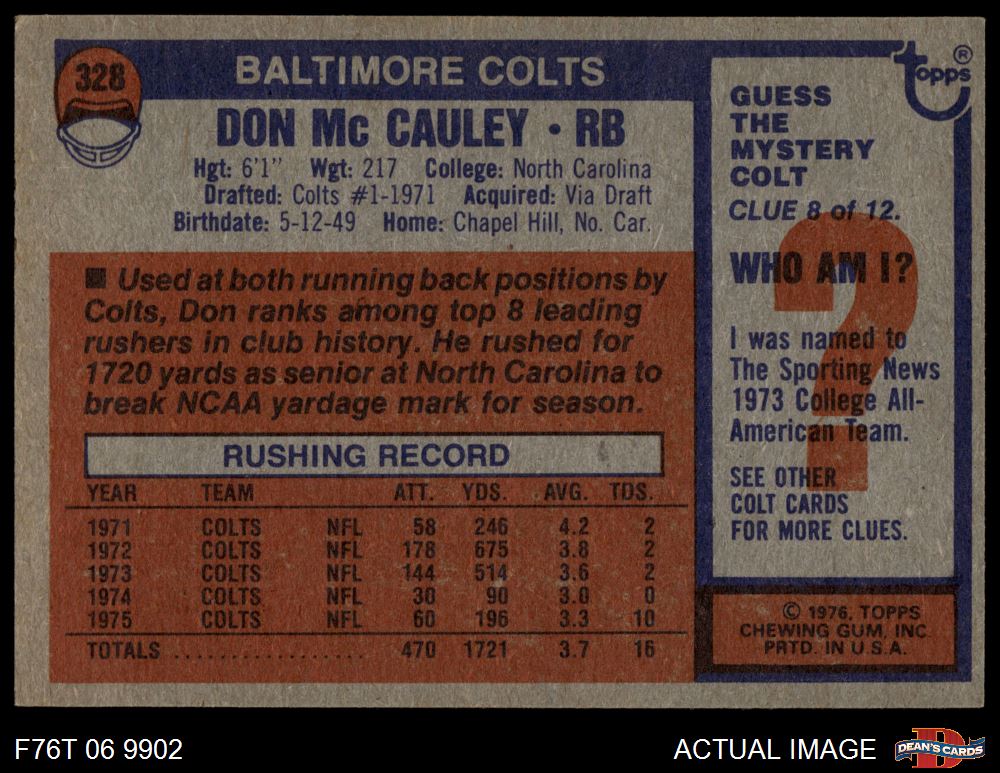 328
BALTIMORE COLTS
DON Mc CAULEY • RB
Hgt: 6'1" Wgt: 217 College: North Carolina
Drafted: Colts #1-1971 Acquired: Via Draft
Birthdate: 5-12-49 Home: Chapel Hill, No. Car.
■ Used at both running back positions by
Colts, Don ranks among top 8 leading
rushers in club history. He rushed for
1720 yards as senior at North Carolina to
break NCAA yardage mark for season.
RUSHING RECORD
YEAR TEAM ATT. YDS. AVG. TDS.
1971 COLTS NFL 58 246 4.2 2
1972 COLTS NFL 178 675 3.8 2
1973 COLTS NFL 144 514 3.6 2
1974 COLTS NFL 30 90 3.0 0
1975 COLTS NFL 60 196 3.3 10
TOTALS .................. 470 1721 3.7 16
Topps ®
GUESS
THE
MYSTERY
COLT
CLUE 8 of 12.
WHO AM I?
?
I was named to
The Sporting News
1973 College All-
American Team.
SEE OTHER
COLT CARDS
FOR MORE CLUES.
© 1976, TOPPS
CHEWING GUM, INC
PRTD. IN U.S.A.
F76T 06 9902
ACTUAL IMAGE
D
DEAN'S CARDS